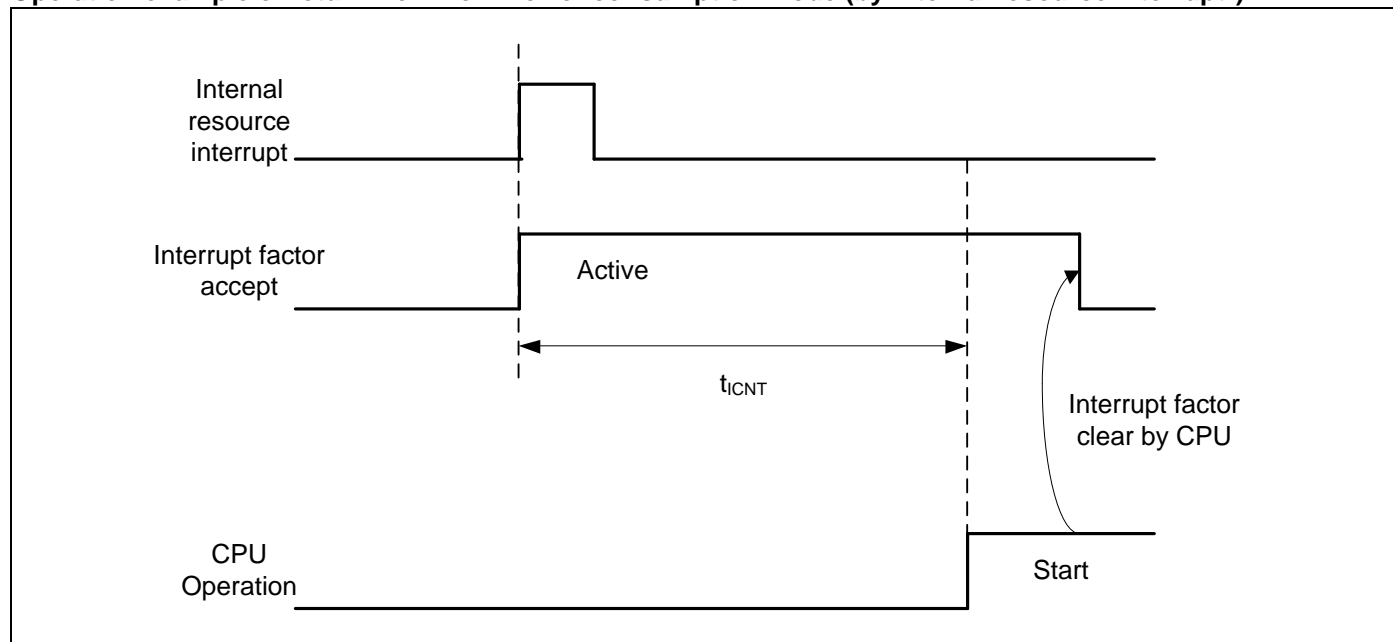 Internal
resource
interrupt
Interrupt factor
accept
Active
tICNT
Interrupt factor
clear by CPU
CPU
Operation
Start